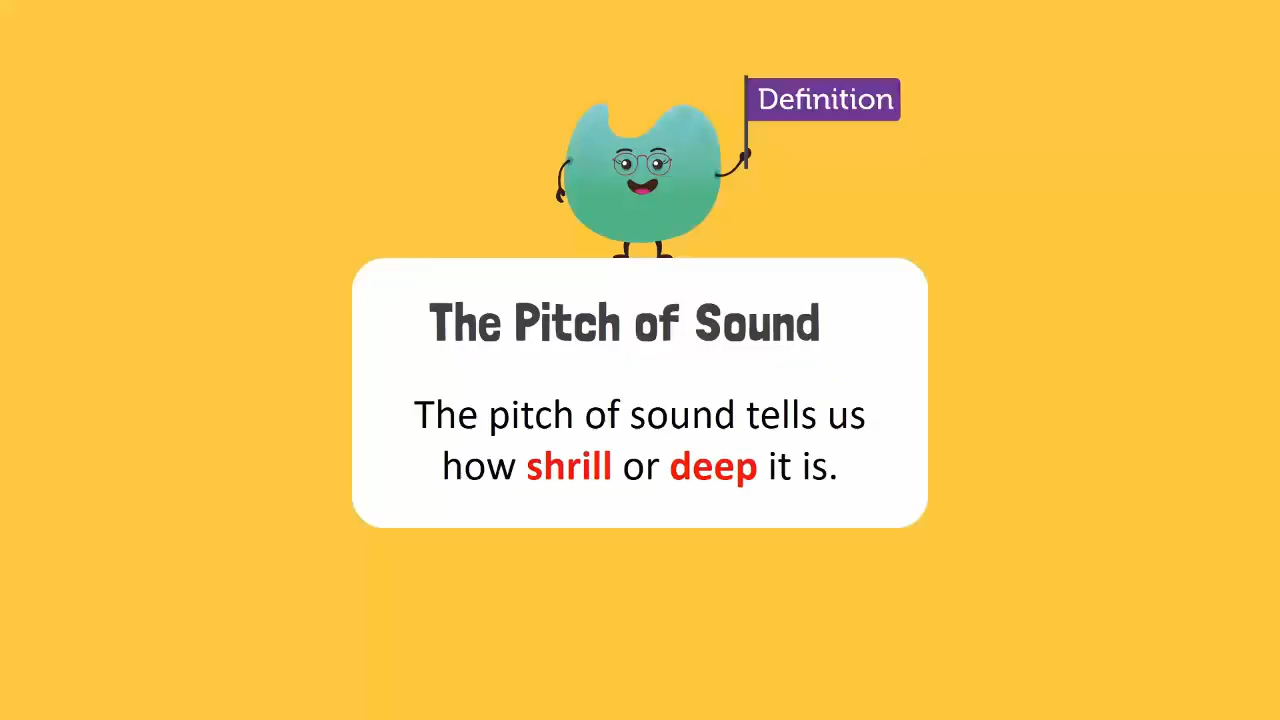 Definition
The Pitch of Sound
The pitch of sound tells us
how shrill or deep it is.